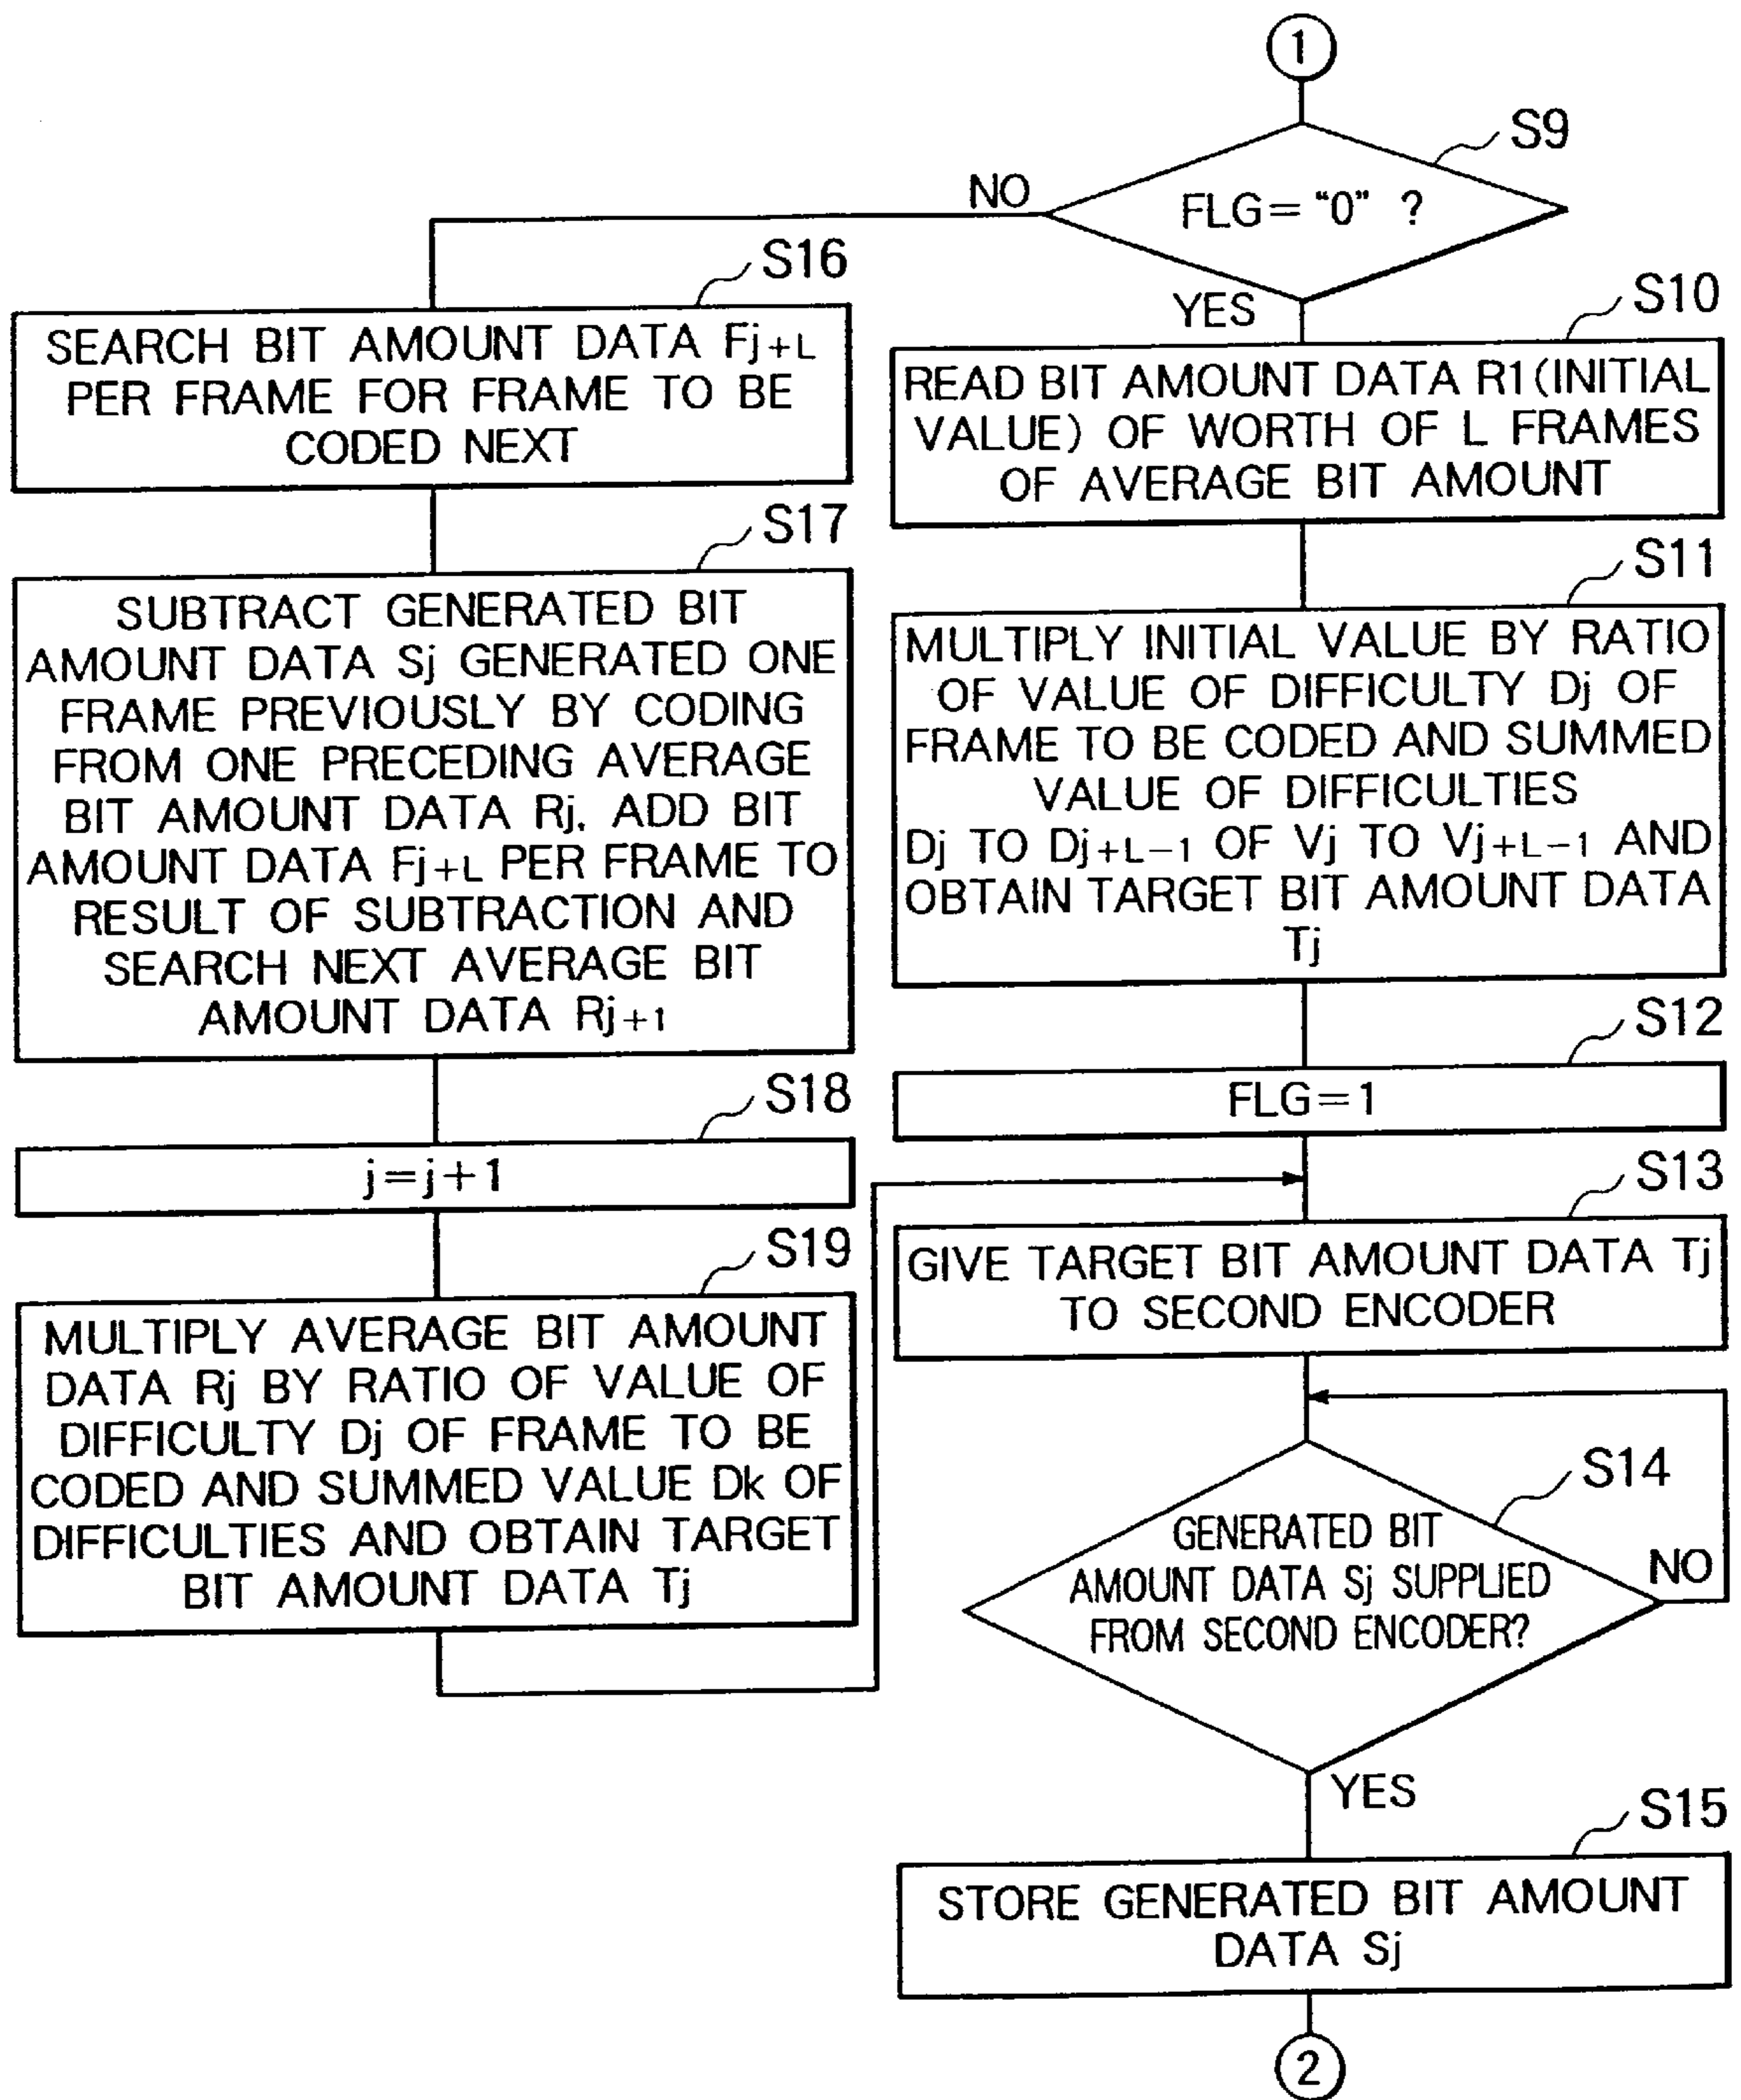 1
S9
FLG="0" ?
NO
YES
S16
SEARCH BIT AMOUNT DATA Fj+L
PER FRAME FOR FRAME TO BE
CODED NEXT
S17
SUBTRACT GENERATED BIT
AMOUNT DATA Sj GENERATED ONE
FRAME PREVIOUSLY BY CODING
FROM ONE PRECEDING AVERAGE
BIT AMOUNT DATA Rj, ADD BIT
AMOUNT DATA Fj+L PER FRAME TO
RESULT OF SUBTRACTION AND
SEARCH NEXT AVERAGE BIT
AMOUNT DATA Rj+1
S18
j=j+1
S19
MULTIPLY AVERAGE BIT AMOUNT
DATA Rj BY RATIO OF VALUE OF
DIFFICULTY Dj OF FRAME TO BE
CODED AND SUMMED VALUE Dk OF
DIFFICULTIES AND OBTAIN TARGET
BIT AMOUNT DATA Tj
S10
READ BIT AMOUNT DATA R1(INITIAL
VALUE) OF WORTH OF L FRAMES
OF AVERAGE BIT AMOUNT
S11
MULTIPLY INITIAL VALUE BY RATIO
OF VALUE OF DIFFICULTY Dj OF
FRAME TO BE CODED AND SUMMED
VALUE OF DIFFICULTIES
Dj TO Dj+L-1 OF Vj TO Vj+L-1 AND
OBTAIN TARGET BIT AMOUNT DATA
Tj
S12
FLG=1
S13
GIVE TARGET BIT AMOUNT DATA Tj
TO SECOND ENCODER
S14
GENERATED BIT
AMOUNT DATA Sj SUPPLIED
FROM SECOND ENCODER?
NO
YES
S15
STORE GENERATED BIT AMOUNT
DATA Sj
2